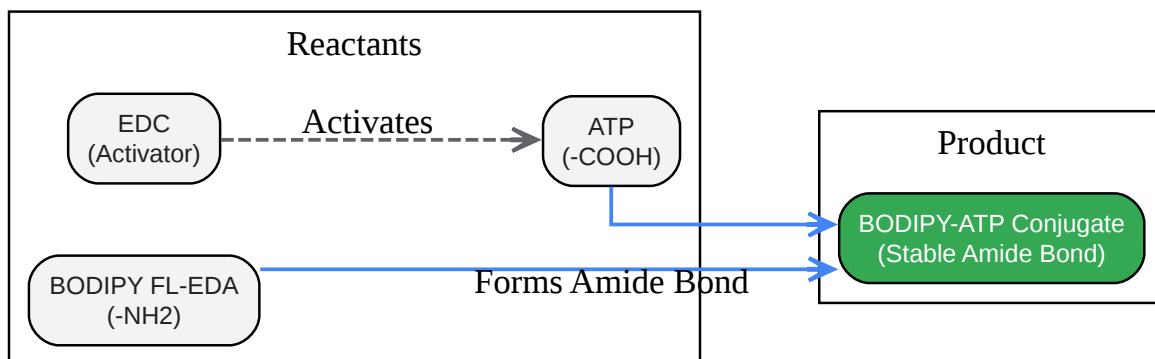 Reactants
EDC
(Activator)
Activates
ATP
(-COOH)
Product
BODIPY-ATP Conjugate
(Stable Amide Bond)
BODIPY FL-EDA
(-NH2)
Forms Amide Bond